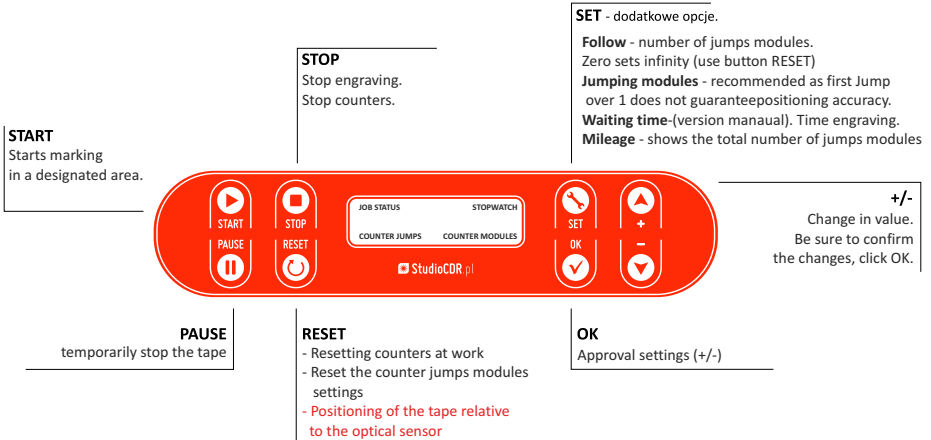 SET - dodatkowe opcje.
Follow - number of jumps modules.
Zero sets infinity (use button RESET)
Jumping modules - recommended as first Jump
over 1 does not guaranteepositioning accuracy.
Waiting time-(version manaual). Time engraving.
Mileage - shows the total number of jumps modules
STOP
Stop engraving.
Stop counters.
START
Starts marking
in a designated area.
+/-
Change in value.
Be sure to confirm
the changes, click OK.
JOB STATUS STOPWATCH
COUNTER JUMPS COUNTER MODULES
START STOP SET +
PAUSE RESET OK -
StudioCDR.pl
PAUSE
temporarily stop the tape
RESET
- Resetting counters at work
- Reset the counter jumps modules
settings
- Positioning of the tape relative
to the optical sensor
OK
Approval settings (+/-)